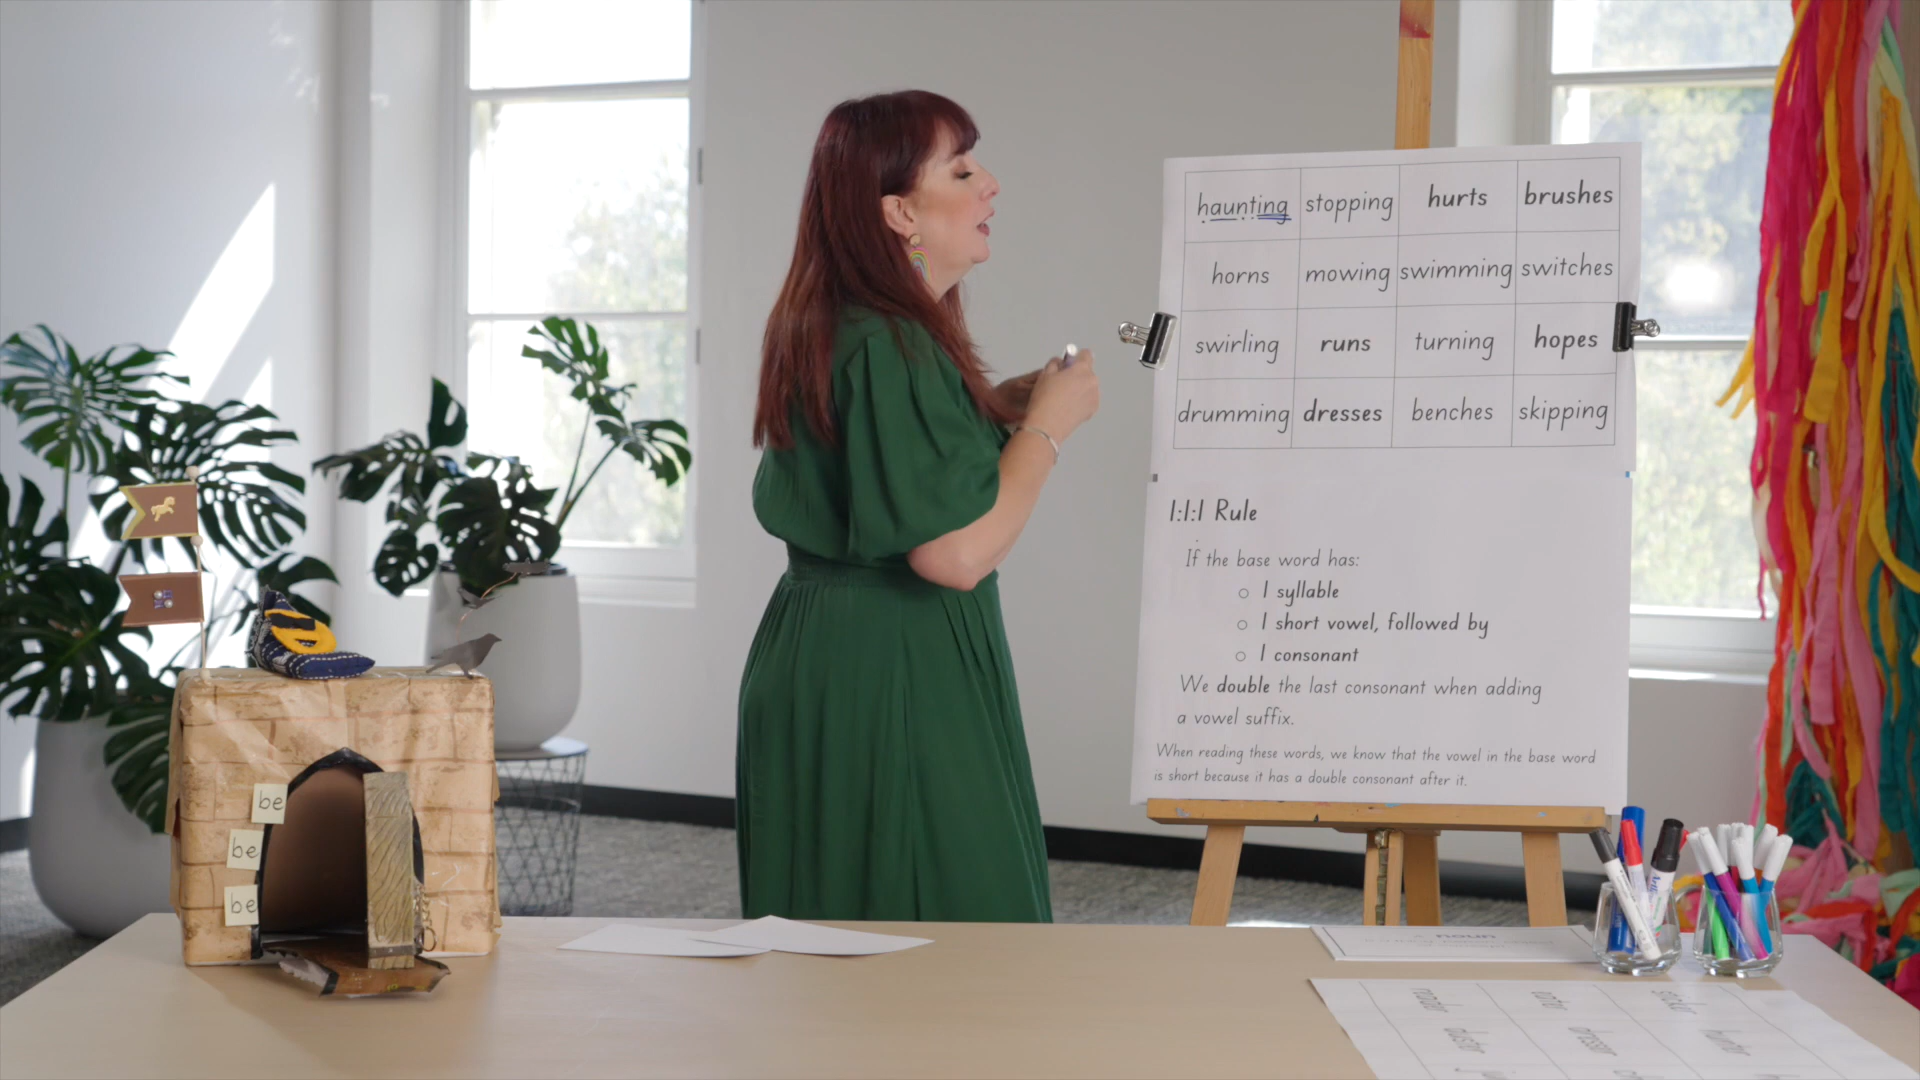 haunting stopping hurts brushes
horns mowing swimming switches
swirling runs turning hopes
drumming dresses benches skipping
1:1:1 Rule
If the base word has:
○ 1 syllable
○ 1 short vowel, followed by
○ 1 consonant
We double the last consonant when adding
a vowel suffix.
When reading these words, we know that the vowel in the base word
is short because it has a double consonant after it.
be
be
be
noun